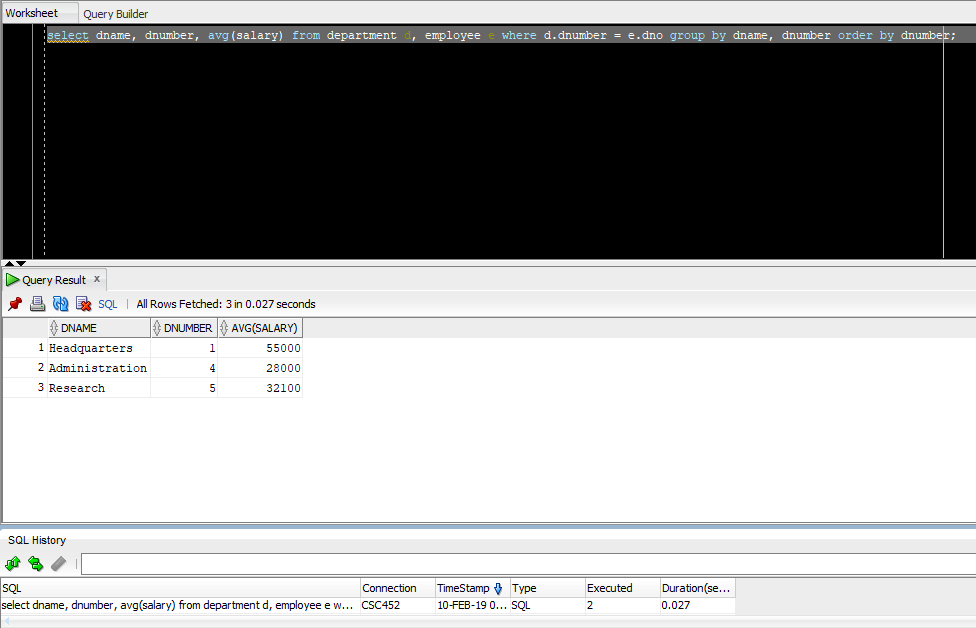 Worksheet Query Builder
select dname, dnumber, avg(salary) from department d, employee e where d.dnumber = e.dno group by dname, dnumber order by dnumber;
Query Result x
SQL | All Rows Fetched: 3 in 0.027 seconds
DNAME DNUMBER AVG(SALARY)
1 Headquarters 1 55000
2 Administration 4 28000
3 Research 5 32100
SQL History
SQL Connection TimeStamp Type Executed Duration(se...
select dname, dnumber, avg(salary) from department d, employee e w... CSC452 10-FEB-19 0... SQL 2 0.027